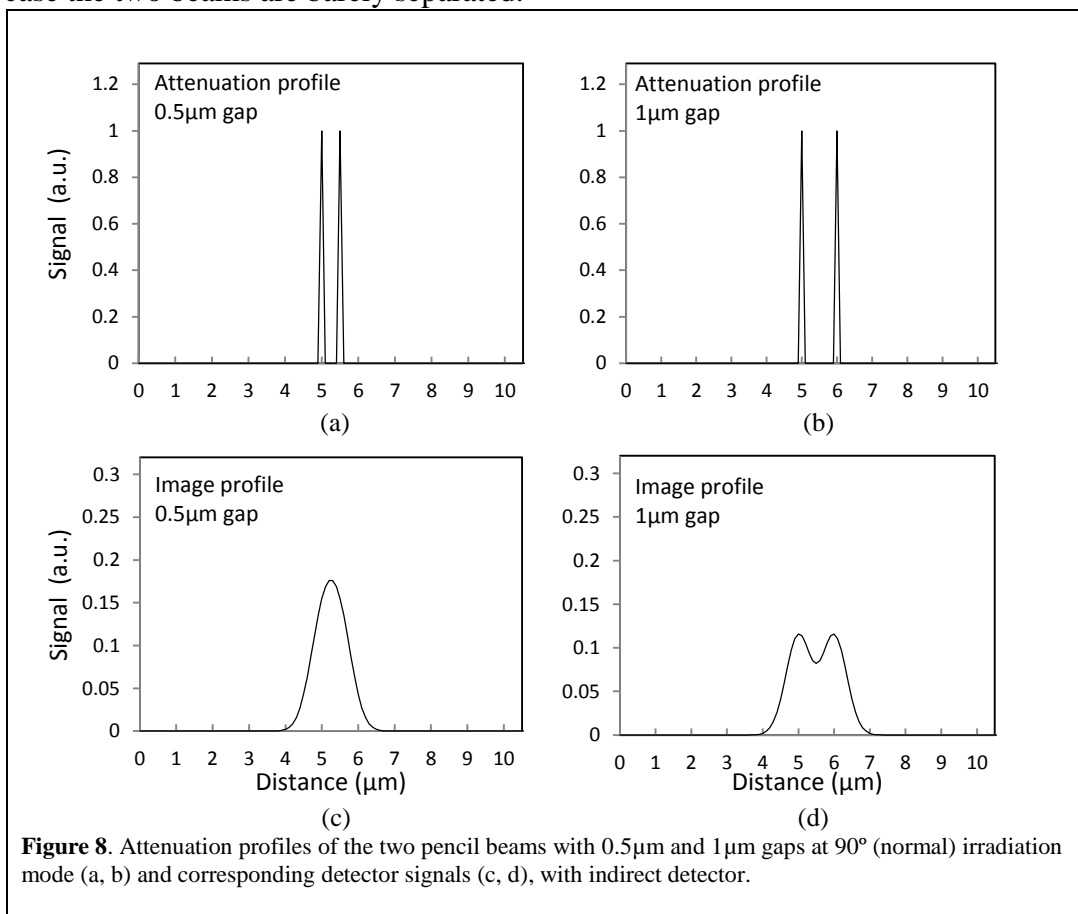 case the two beams are barely separated.
Attenuation profile
0.5µm gap
Signal (a.u.)
1.2
1
0.8
0.6
0.4
0.2
0
0 1 2 3 4 5 6 7 8 9 10
(a)
Attenuation profile
1µm gap
1.2
1
0.8
0.6
0.4
0.2
0
0 1 2 3 4 5 6 7 8 9 10
(b)
Image profile
0.5µm gap
Signal (a.u.)
0.3
0.25
0.2
0.15
0.1
0.05
0
0 1 2 3 4 5 6 7 8 9 10
Distance (µm)
(c)
Image profile
1µm gap
0.3
0.25
0.2
0.15
0.1
0.05
0
0 1 2 3 4 5 6 7 8 9 10
Distance (µm)
(d)
Figure 8. Attenuation profiles of the two pencil beams with 0.5µm and 1µm gaps at 90º (normal) irradiation
mode (a, b) and corresponding detector signals (c, d), with indirect detector.